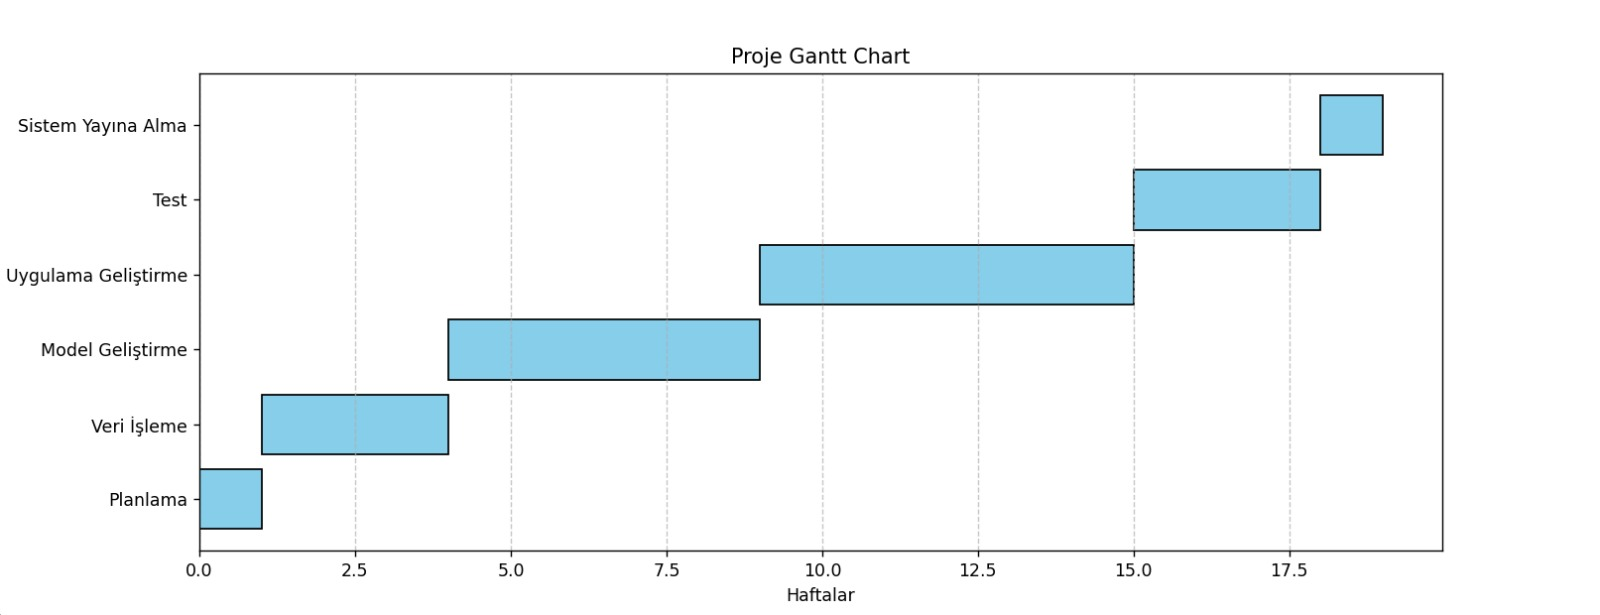 Proje Gantt Chart
Sistem Yayına Alma
Test
Uygulama Geliştirme
Model Geliştirme
Veri İşleme
Planlama
0.0 2.5 5.0 7.5 10.0 12.5 15.0 17.5
Haftalar